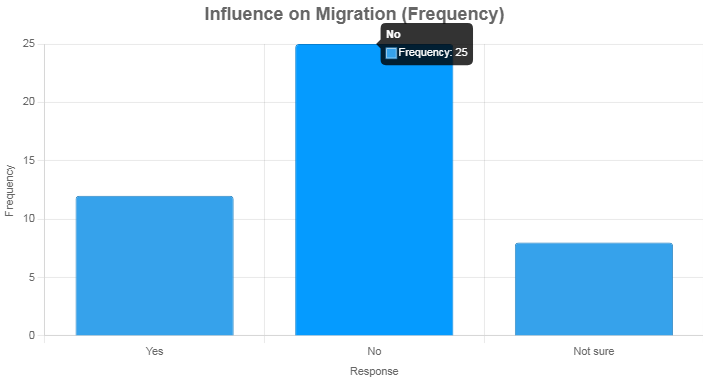 Influence on Migration (Frequency)
No
Frequency: 25
25
20
15
10
5
0
Frequency
Yes
No
Not sure
Response